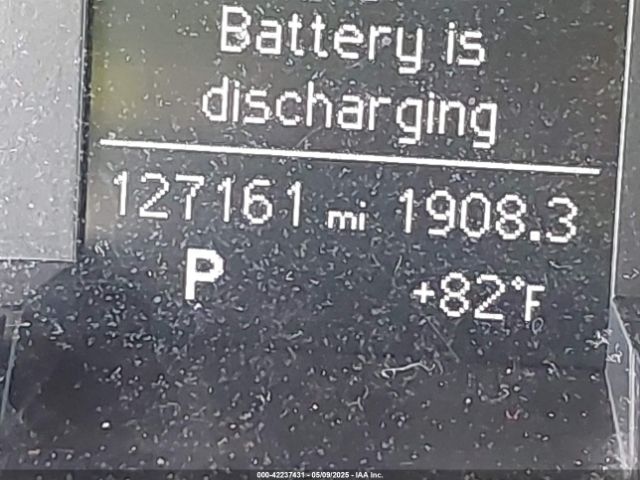 Battery is
discharging
127161 mi 1908.3
P +82°F
000-42237431 - 05/09/2025 - IAA Inc.